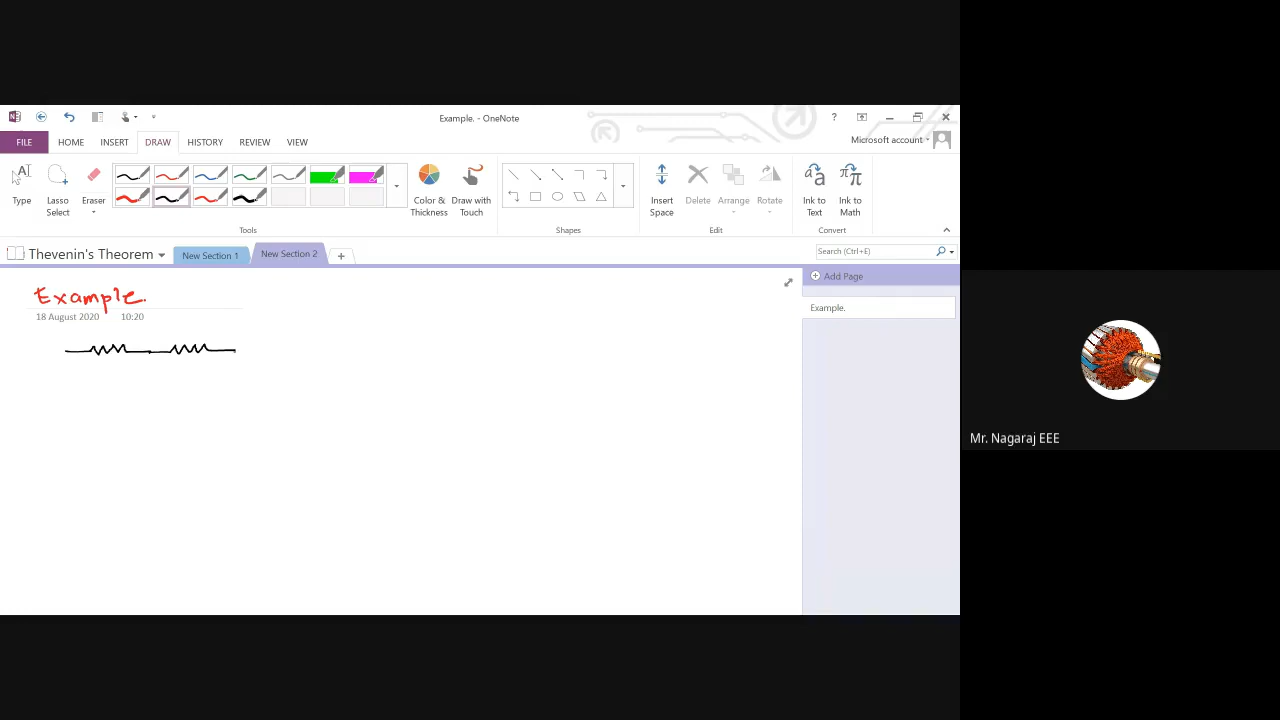 Example. - OneNote
?
Microsoft account
FILE HOME INSERT DRAW HISTORY REVIEW VIEW
Type
Lasso Select
Eraser
Color & Thickness
Draw with Touch
Insert Space
Delete
Arrange
Rotate
Ink to Text
Ink to Math
Tools
Shapes
Edit
Convert
Thevenin's Theorem
New Section 1
New Section 2
Search (Ctrl+E)
Add Page
Example.
Example.
18 August 2020 10:20
Mr. Nagaraj EEE